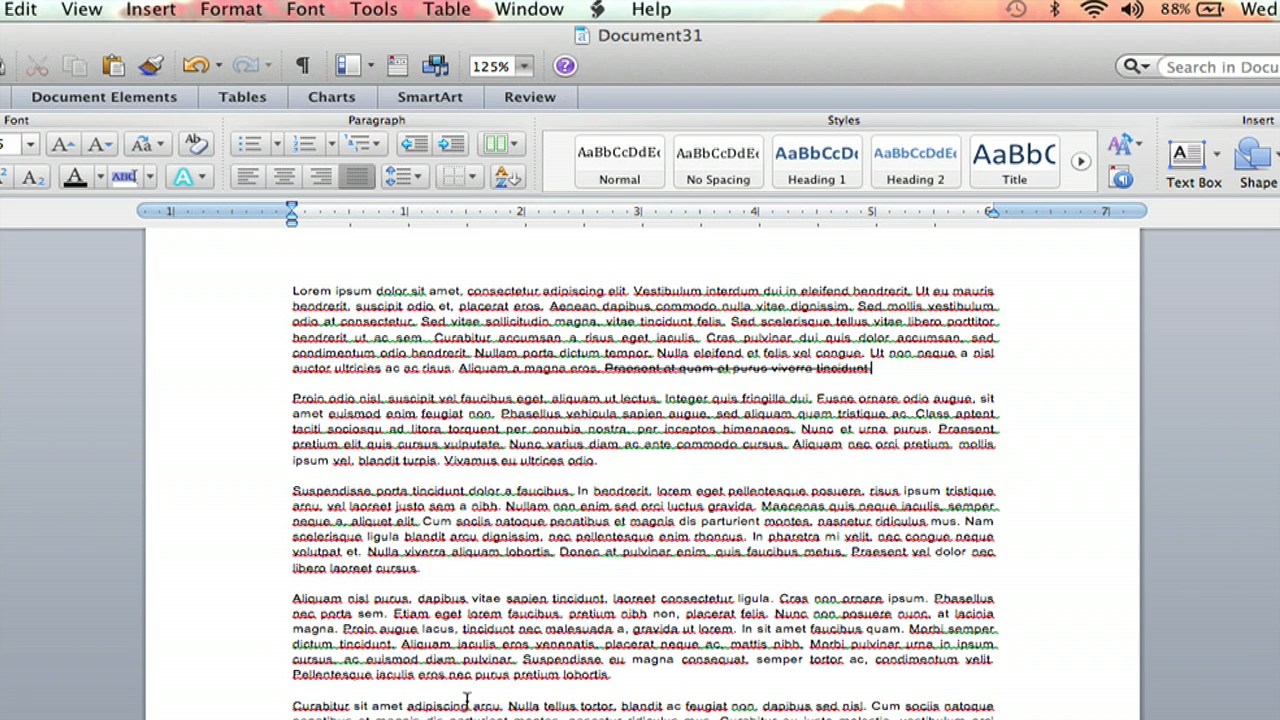 Edit View Insert Format Font Tools Table Window Help 88% Wed
Document31
125% Search in Docu
Document Elements Tables Charts SmartArt Review
Font Paragraph Styles Insert
AaBbCcDdE AaBbCcDdE AaBbCcD AaBbCcDdE AaBbC
Normal No Spacing Heading 1 Heading 2 Title Text Box Shape
1 1 2 3 4 5 6 7
Lorem ipsum dolor sit amet, consectetur adipiscing elit. Vestibulum interdum dui in eleifend hendrerit. Ut eu mauris
hendrerit, suscipit odio et, placerat eros. Aenean dapibus commodo nulla vitae dignissim. Sed mollis vestibulum
odio at consectetur. Sed vitae sollicitudin magna, vitae tincidunt felis. Sed scelerisque tellus vitae libero porttitor
hendrerit ut ac sem. Curabitur accumsan a risus eget iaculis. Cras pulvinar dui quis dolor accumsan, sed
condimentum odio hendrerit. Nullam porta dictum tempor. Nulla eleifend et felis vel congue. Ut non neque a nisl
auctor ultricies ac ac risus. Aliquam a magna eros. Praesent at quam et purus viverra tincidunt.
Proin odio nisl, suscipit vel faucibus eget, aliquam ut lectus. Integer quis fringilla dui. Fusce ornare odio augue, sit
amet euismod enim feugiat non. Phasellus vehicula sapien augue, sed aliquam quam tristique ac. Class aptent
taciti sociosqu ad litora torquent per conubia nostra, per inceptos himenaeos. Nunc et urna purus. Praesent
pretium elit quis cursus vulputate. Nunc varius diam ac ante commodo cursus. Aliquam nec orci pretium, mollis
ipsum vel, blandit turpis. Vivamus eu ultrices odio.
Suspendisse porta tincidunt dolor a faucibus. In hendrerit, lorem eget pellentesque posuere, risus ipsum tristique
arcu, vel laoreet justo sem a nibh. Nullam non enim sed orci luctus gravida. Maecenas quis neque iaculis, semper
neque a, aliquet elit. Cum sociis natoque penatibus et magnis dis parturient montes, nascetur ridiculus mus. Nam
scelerisque ligula blandit arcu dignissim, nec pellentesque enim rhoncus. In pharetra mi velit, nec congue neque
volutpat et. Nulla viverra aliquam lobortis. Donec at pulvinar enim, quis faucibus metus. Praesent vel dolor nec
libero laoreet cursus.
Aliquam nisl purus, dapibus vitae sapien tincidunt, laoreet consectetur ligula. Cras non ornare ipsum. Phasellus
nec porta sem. Etiam eget lorem faucibus, pretium nibh non, placerat felis. Nunc non posuere nunc, at lacinia
magna. Proin augue lacus, tincidunt nec malesuada a, gravida ut lorem. In sit amet faucibus quam. Morbi semper
dictum tincidunt. Aliquam iaculis eros venenatis, placerat neque ac, mattis nibh. Morbi pulvinar urna in ipsum
cursus, ac euismod diam pulvinar. Suspendisse eu magna consequat, semper tortor ac, condimentum velit.
Pellentesque iaculis eros nec purus pretium lobortis.
Curabitur sit amet adipiscing arcu. Nulla tellus tortor, blandit ac feugiat non, dapibus sed nisl. Cum sociis natoque